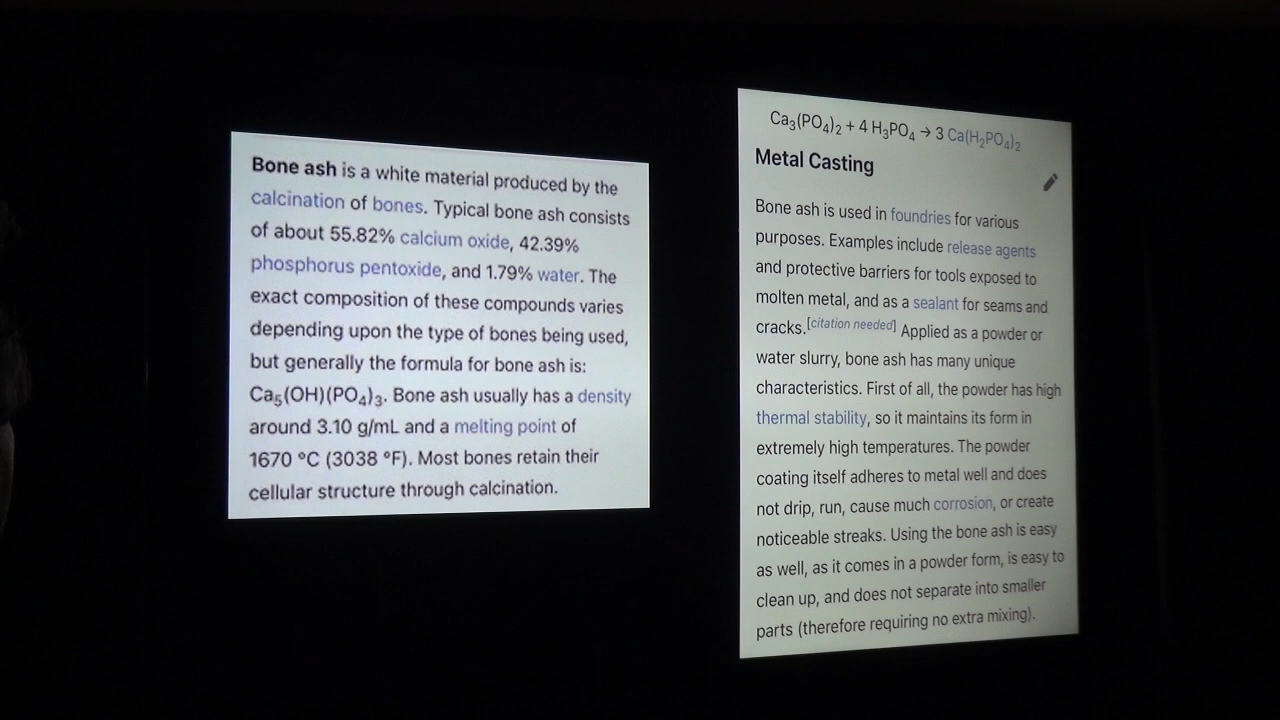 Bone ash is a white material produced by the
calcination of bones. Typical bone ash consists
of about 55.82% calcium oxide, 42.39%
phosphorus pentoxide, and 1.79% water. The
exact composition of these compounds varies
depending upon the type of bones being used,
but generally the formula for bone ash is:
Ca₅(OH)(PO₄)₃. Bone ash usually has a density
around 3.10 g/mL and a melting point of
1670 °C (3038 °F). Most bones retain their
cellular structure through calcination.
Ca₃(PO₄)₂ + 4 H₃PO₄ → 3 Ca(H₂PO₄)₂
Metal Casting
Bone ash is used in foundries for various
purposes. Examples include release agents
and protective barriers for tools exposed to
molten metal, and as a sealant for seams and
cracks.[citation needed] Applied as a powder or
water slurry, bone ash has many unique
characteristics. First of all, the powder has high
thermal stability, so it maintains its form in
extremely high temperatures. The powder
coating itself adheres to metal well and does
not drip, run, cause much corrosion, or create
noticeable streaks. Using the bone ash is easy
as well, as it comes in a powder form, is easy to
clean up, and does not separate into smaller
parts (therefore requiring no extra mixing).